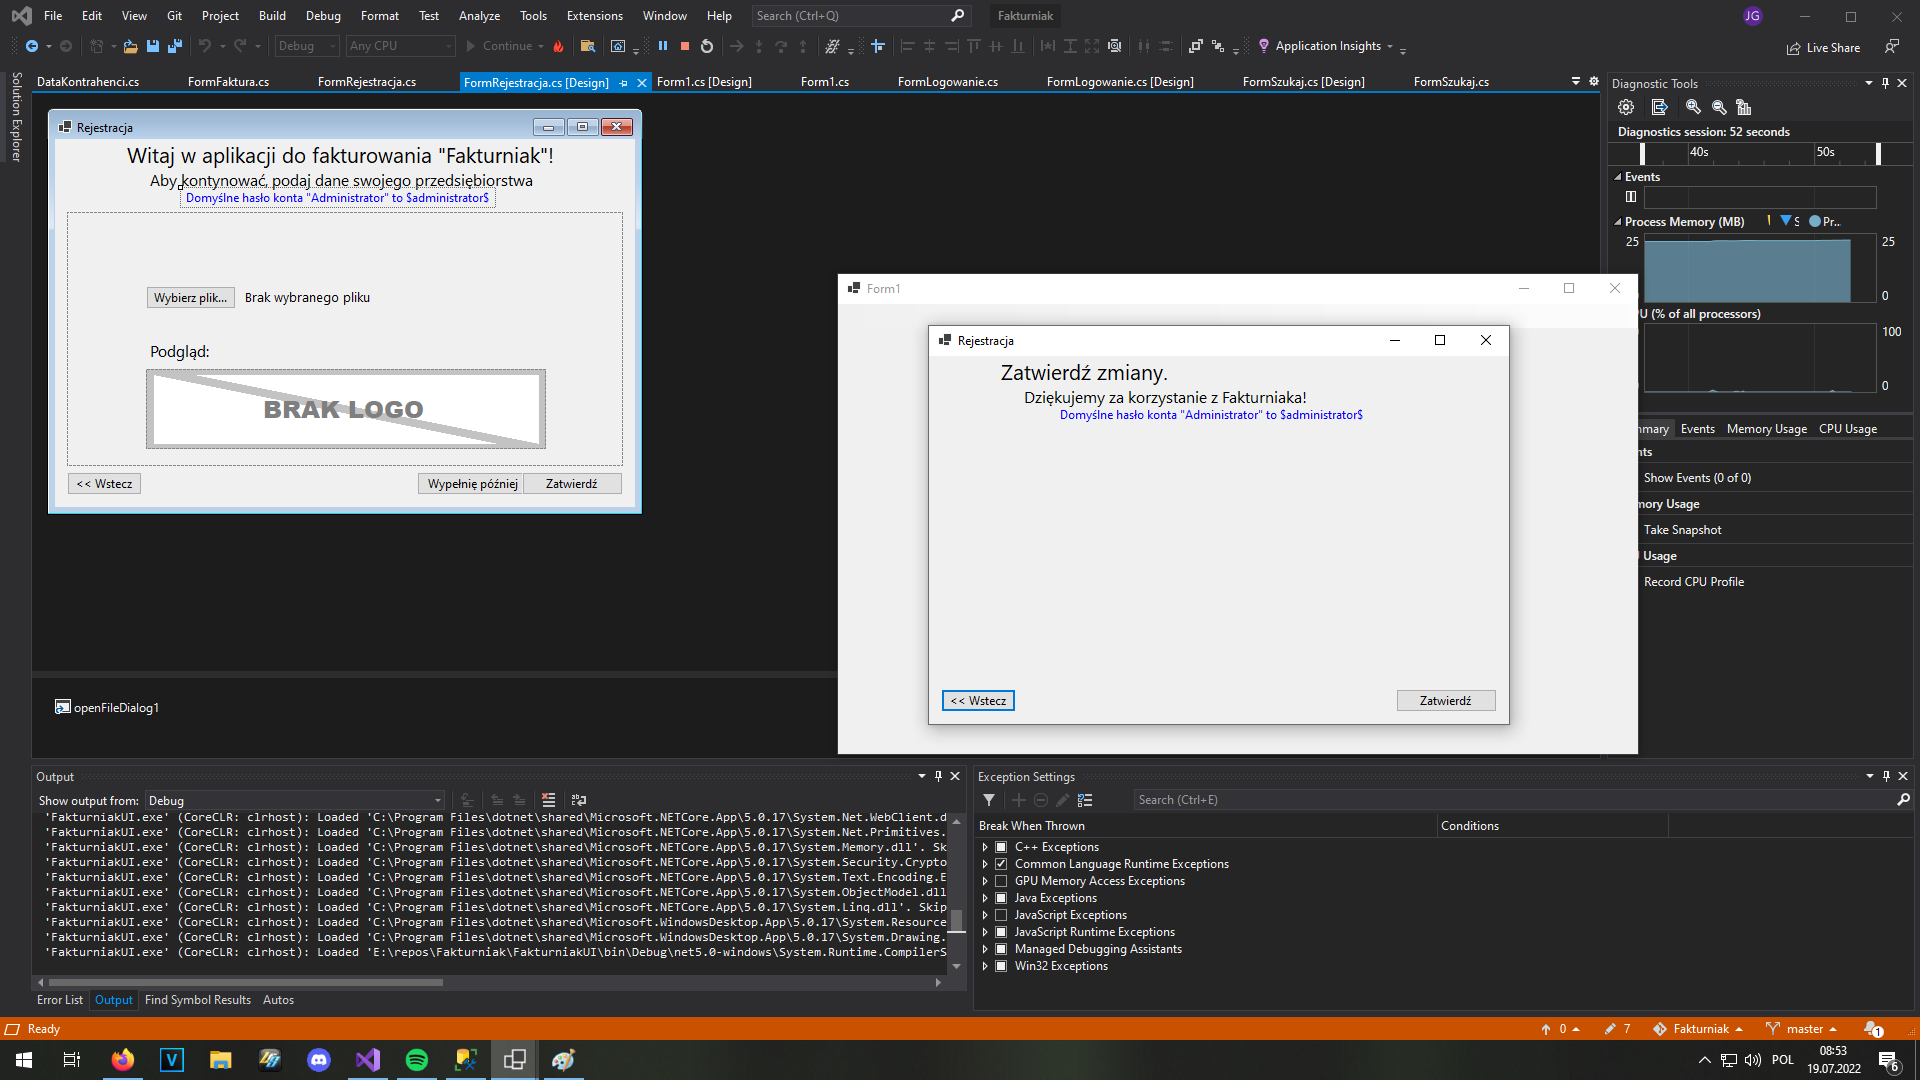 File Edit View Git Project Build Debug Format Test Analyze Tools Extensions Window Help Search (Ctrl+Q) Fakturniak JG
Debug Any CPU Continue Application Insights Live Share
Solution Explorer
DataKontrahenci.cs FormFaktura.cs FormRejestracja.cs FormRejestracja.cs [Design] Form1.cs [Design] Form1.cs FormLogowanie.cs FormLogowanie.cs [Design] FormSzukaj.cs [Design] FormSzukaj.cs
Rejestracja
Witaj w aplikacji do fakturowania "Fakturniak"!
Aby kontynować, podaj dane swojego przedsiębiorstwa
Domyślne hasło konta "Administrator" to $administrator$
Wybierz plik... Brak wybranego pliku
Podgląd:
BRAK LOGO
<< Wstecz Wypełnię później Zatwierdź
openFileDialog1
Form1
Rejestracja
Zatwierdź zmiany.
Dziękujemy za korzystanie z Fakturniaka!
Domyślne hasło konta "Administrator" to $administrator$
<< Wstecz Zatwierdź
Diagnostic Tools
Diagnostics session: 52 seconds
40s 50s
Events
Process Memory (MB) S Pr...
25 25
0
U (% of all processors)
100
0
mmary Events Memory Usage CPU Usage
nts
Show Events (0 of 0)
mory Usage
Take Snapshot
Usage
Record CPU Profile
Output
Show output from: Debug
'FakturniakUI.exe' (CoreCLR: clrhost): Loaded 'C:\Program Files\dotnet\shared\Microsoft.NETCore.App\5.0.17\System.Net.WebClient.d
'FakturniakUI.exe' (CoreCLR: clrhost): Loaded 'C:\Program Files\dotnet\shared\Microsoft.NETCore.App\5.0.17\System.Net.Primitives.
'FakturniakUI.exe' (CoreCLR: clrhost): Loaded 'C:\Program Files\dotnet\shared\Microsoft.NETCore.App\5.0.17\System.Memory.dll'. Sk
'FakturniakUI.exe' (CoreCLR: clrhost): Loaded 'C:\Program Files\dotnet\shared\Microsoft.NETCore.App\5.0.17\System.Security.Crypto
'FakturniakUI.exe' (CoreCLR: clrhost): Loaded 'C:\Program Files\dotnet\shared\Microsoft.NETCore.App\5.0.17\System.Text.Encoding.E
'FakturniakUI.exe' (CoreCLR: clrhost): Loaded 'C:\Program Files\dotnet\shared\Microsoft.NETCore.App\5.0.17\System.ObjectModel.dll
'FakturniakUI.exe' (CoreCLR: clrhost): Loaded 'C:\Program Files\dotnet\shared\Microsoft.NETCore.App\5.0.17\System.Linq.dll'. Skip
'FakturniakUI.exe' (CoreCLR: clrhost): Loaded 'C:\Program Files\dotnet\shared\Microsoft.WindowsDesktop.App\5.0.17\System.Resource
'FakturniakUI.exe' (CoreCLR: clrhost): Loaded 'C:\Program Files\dotnet\shared\Microsoft.WindowsDesktop.App\5.0.17\System.Drawing.
'FakturniakUI.exe' (CoreCLR: clrhost): Loaded 'E:\repos\Fakturniak\FakturniakUI\bin\Debug\net5.0-windows\System.Runtime.CompilerS
Error List Output Find Symbol Results Autos
Exception Settings
Search (Ctrl+E)
Break When Thrown Conditions
C++ Exceptions
Common Language Runtime Exceptions
GPU Memory Access Exceptions
Java Exceptions
JavaScript Exceptions
JavaScript Runtime Exceptions
Managed Debugging Assistants
Win32 Exceptions
Ready 0 7 Fakturniak master 1
V POL 08:53
19.07.2022 6